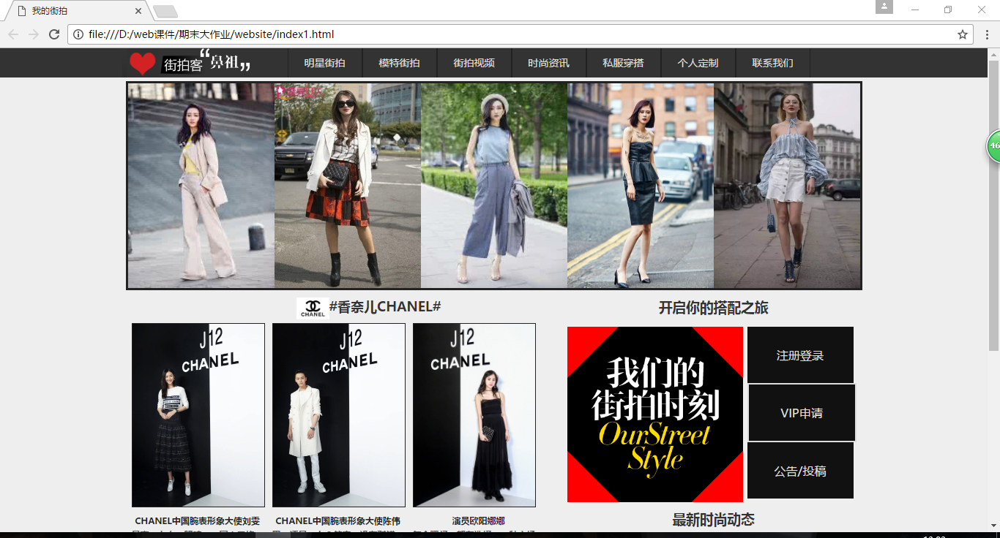 我的街拍
file:///D:/web课件/期末大作业/website/index1.html
街拍客“鼻祖”
明星街拍
模特街拍
街拍视频
时尚资讯
私服穿搭
个人定制
联系我们
46
CHANEL
#香奈儿CHANEL#
J12
CHANEL
J12
CHANEL
J12
CHANEL
CHANEL中国腕表形象大使刘雯
CHANEL中国腕表形象大使陈伟
演员欧阳娜娜
开启你的搭配之旅
我们的
街拍时刻
OurStreet
Style
注册登录
VIP申请
公告/投稿
最新时尚动态